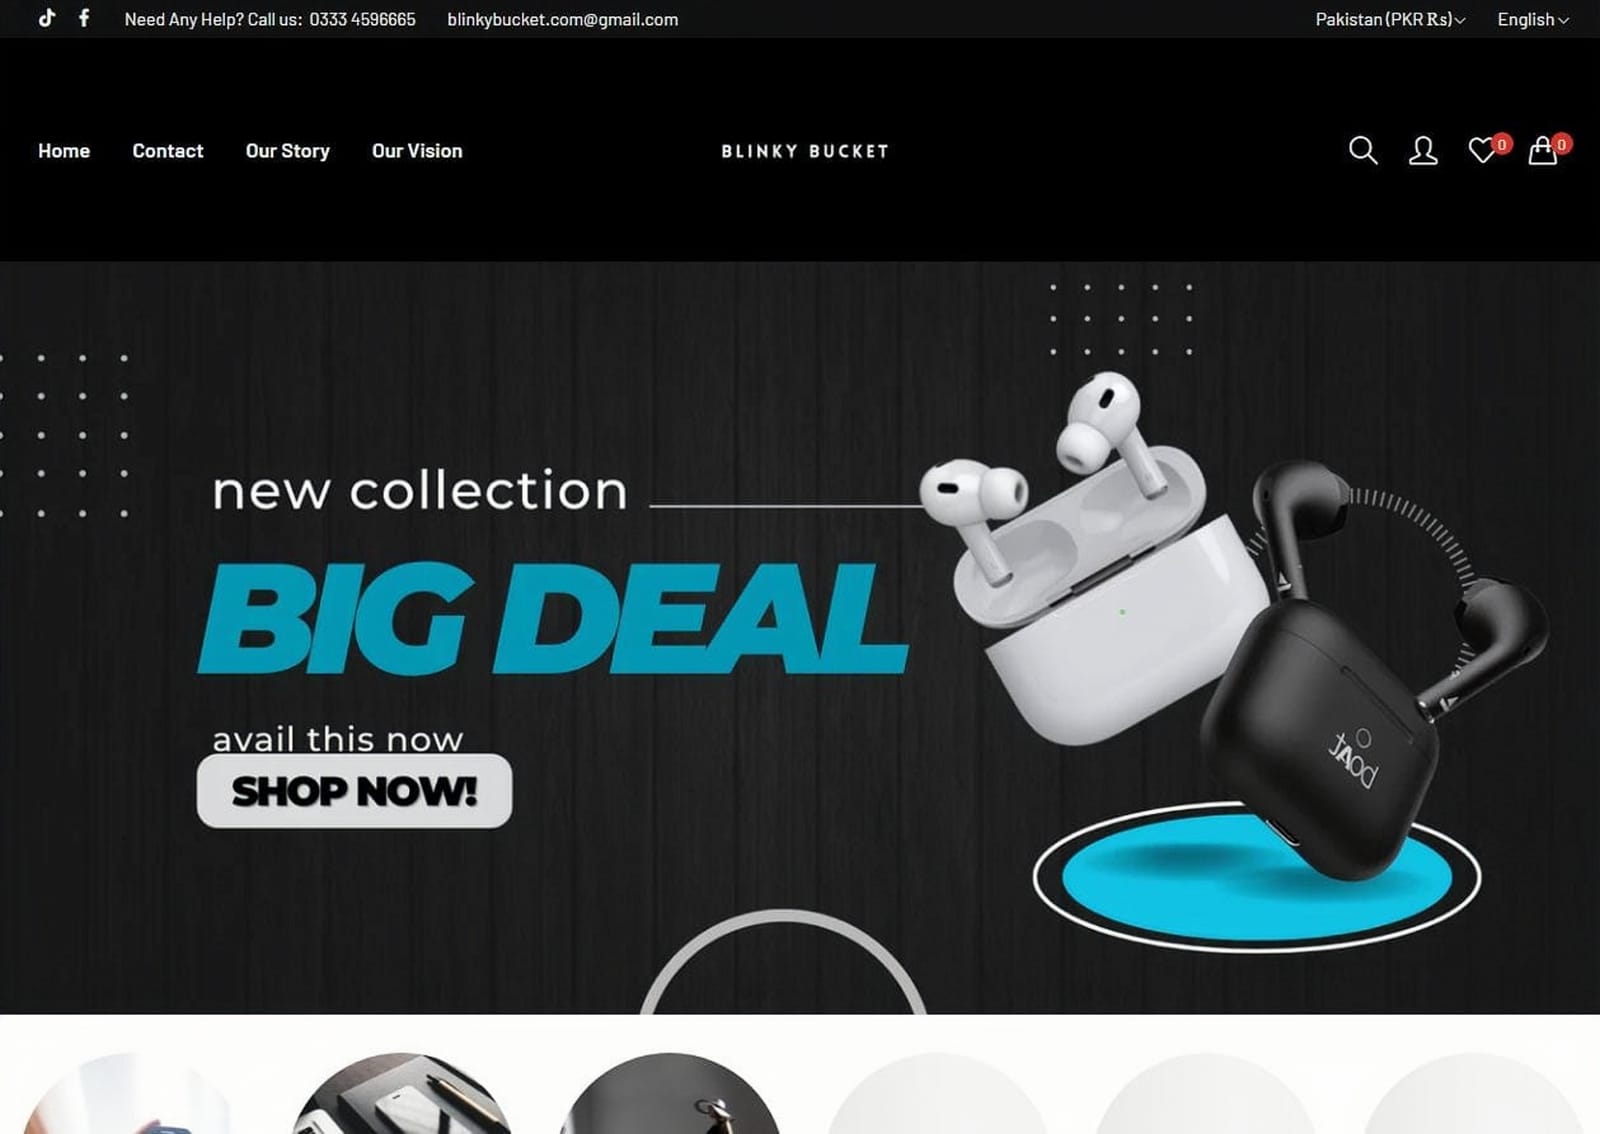 Need Any Help? Call us: 0333 4596665
blinkybucket.com@gmail.com
Pakistan (PKR ₨)
English
Home
Contact
Our Story
Our Vision
BLINKY BUCKET
0
0
new collection
BIG DEAL
avail this now
SHOP NOW!
boAt